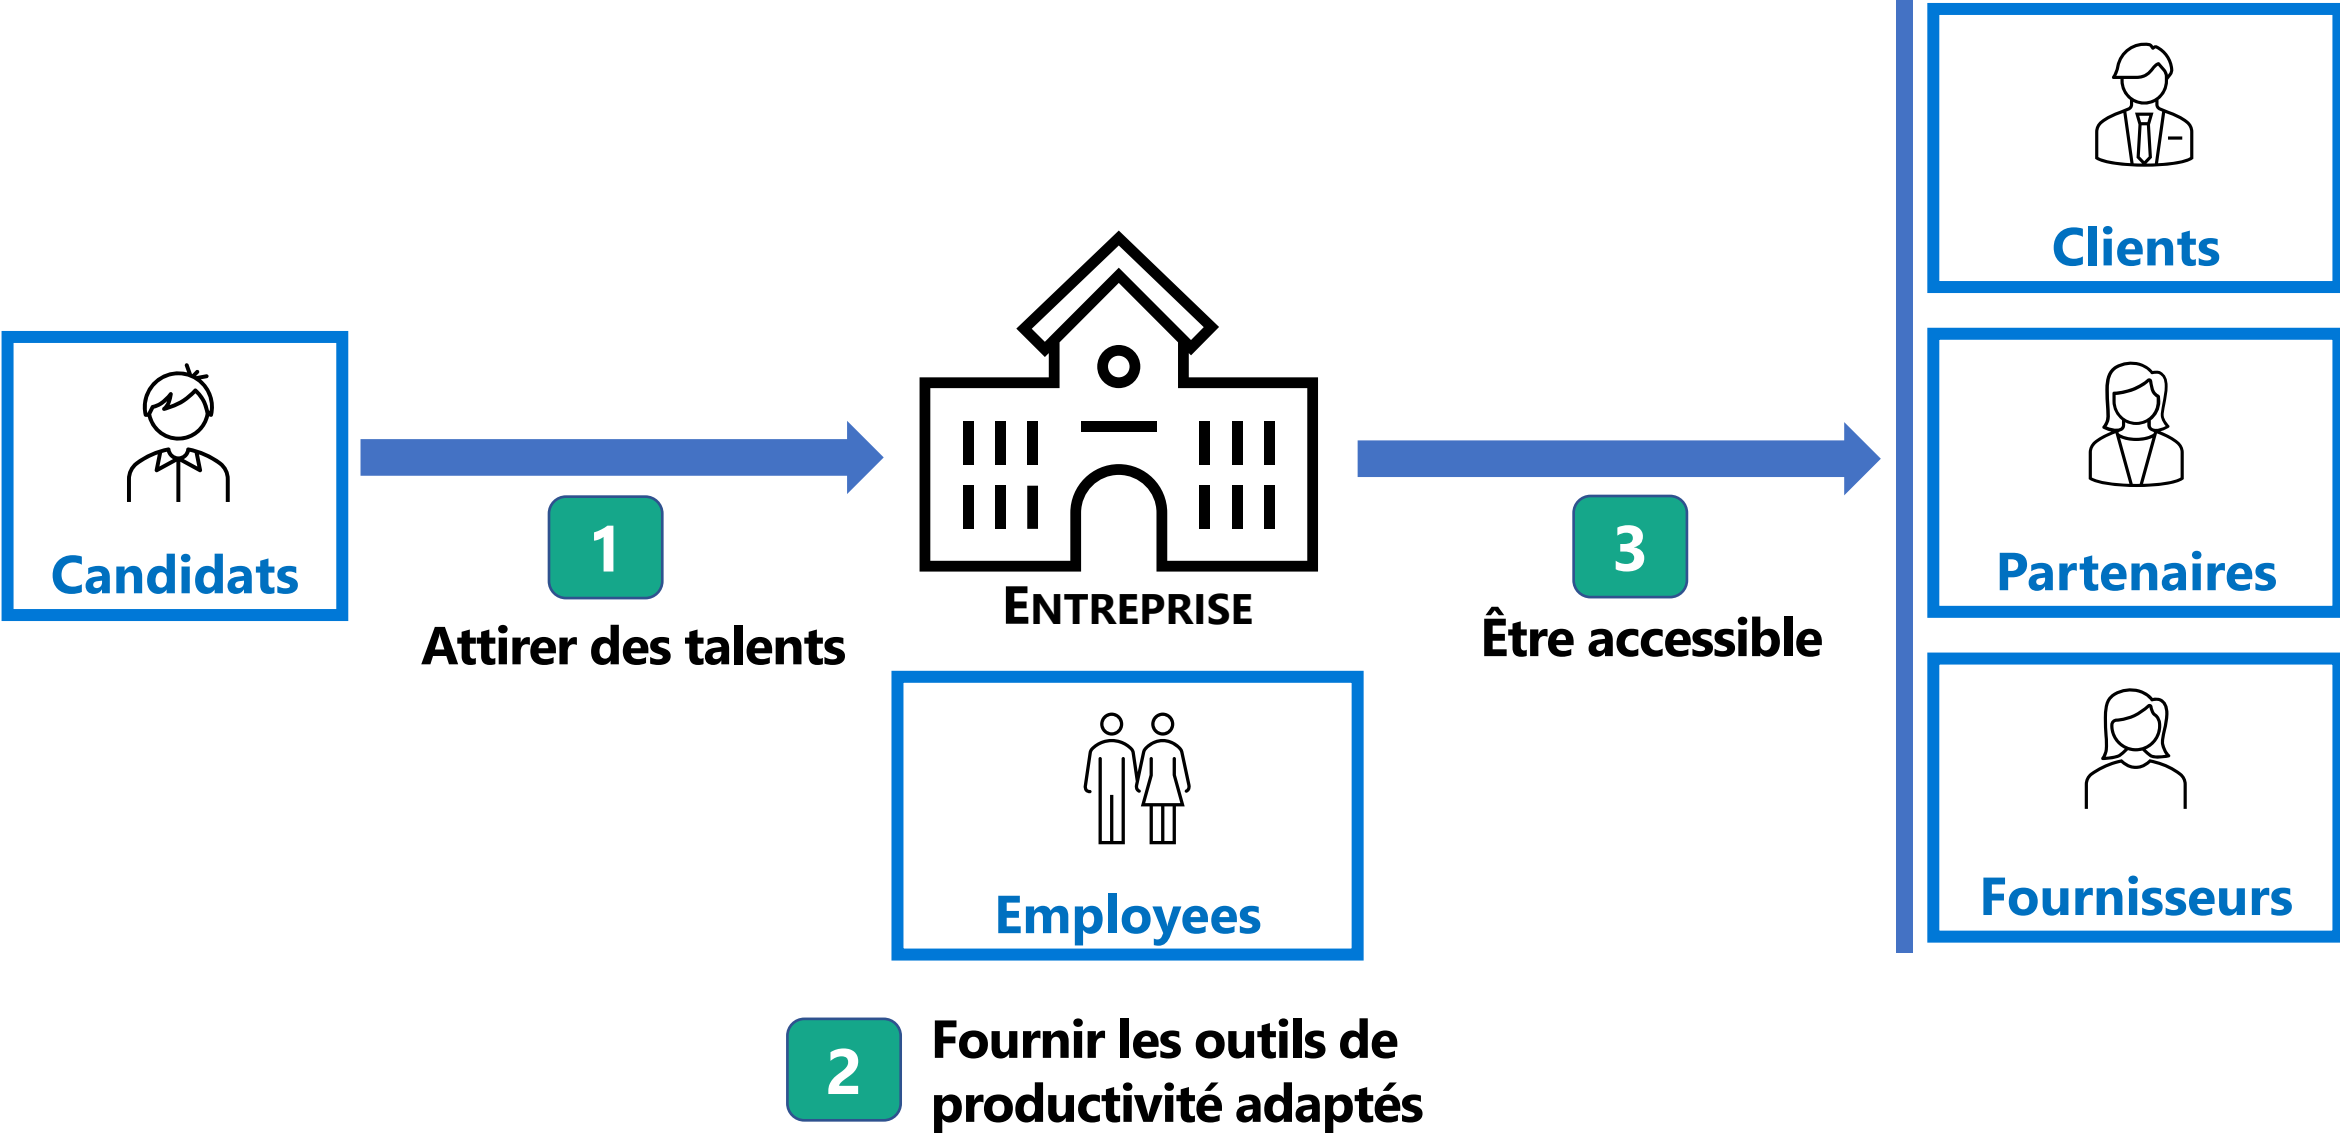 Candidats
1
Attirer des talents
ENTREPRISE
Employees
2
Fournir les outils de
productivité adaptés
3
Être accessible
Clients
Partenaires
Fournisseurs